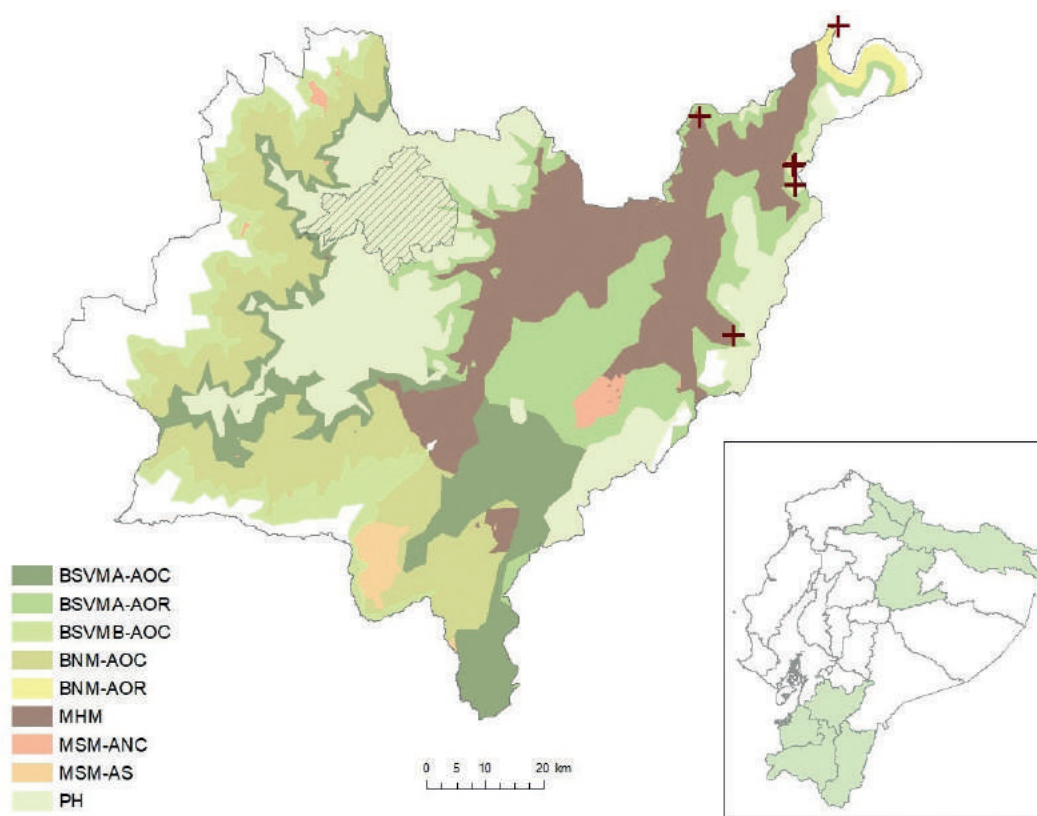 BSVMA-AOC
BSVMA-AOR
BSVMB-AOC
BNM-AOC
BNM-AOR
MHM
MSM-ANC
MSM-AS
PH
0 5 10 20 km